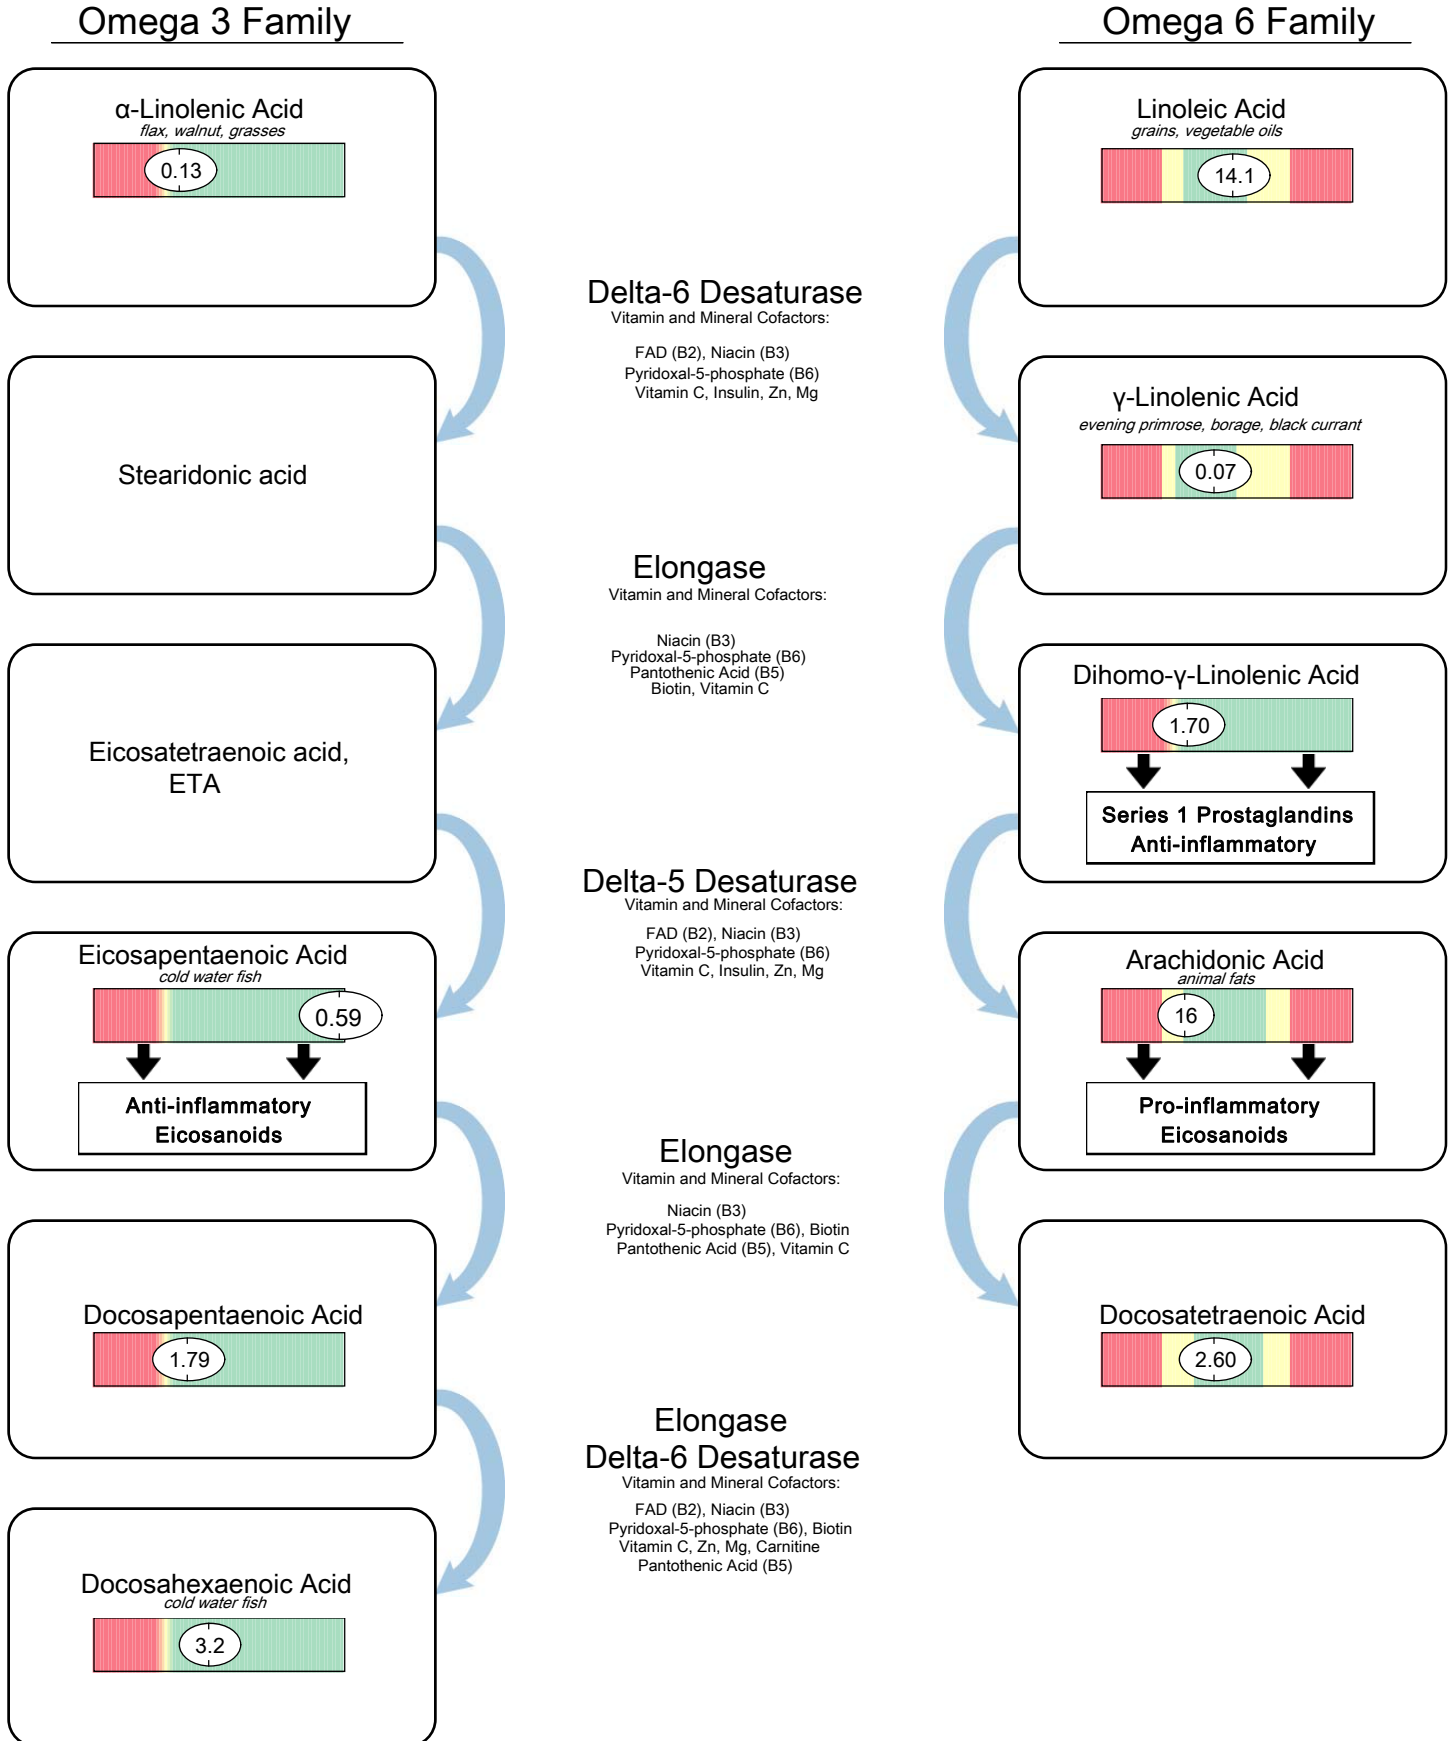 Omega 3 Family
α-Linolenic Acid
flax, walnut, grasses
0.13
Stearidonic acid
Eicosatetraenoic acid,
ETA
Eicosapentaenoic Acid
cold water fish
0.59
Anti-inflammatory
Eicosanoids
Docosapentaenoic Acid
1.79
Docosahexaenoic Acid
cold water fish
3.2
Delta-6 Desaturase
Vitamin and Mineral Cofactors:
FAD (B2), Niacin (B3)
Pyridoxal-5-phosphate (B6)
Vitamin C, Insulin, Zn, Mg
Elongase
Vitamin and Mineral Cofactors:
Niacin (B3)
Pyridoxal-5-phosphate (B6)
Pantothenic Acid (B5)
Biotin, Vitamin C
Delta-5 Desaturase
Vitamin and Mineral Cofactors:
FAD (B2), Niacin (B3)
Pyridoxal-5-phosphate (B6)
Vitamin C, Insulin, Zn, Mg
Elongase
Vitamin and Mineral Cofactors:
Niacin (B3)
Pyridoxal-5-phosphate (B6), Biotin
Pantothenic Acid (B5), Vitamin C
Elongase
Delta-6 Desaturase
Vitamin and Mineral Cofactors:
FAD (B2), Niacin (B3)
Pyridoxal-5-phosphate (B6), Biotin
Vitamin C, Zn, Mg, Carnitine
Pantothenic Acid (B5)
Omega 6 Family
Linoleic Acid
grains, vegetable oils
14.1
γ-Linolenic Acid
evening primrose, borage, black currant
0.07
Dihomo-γ-Linolenic Acid
1.70
Series 1 Prostaglandins
Anti-inflammatory
Arachidonic Acid
animal fats
16
Pro-inflammatory
Eicosanoids
Docosatetraenoic Acid
2.60